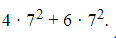 4 · 7² + 6 · 7².